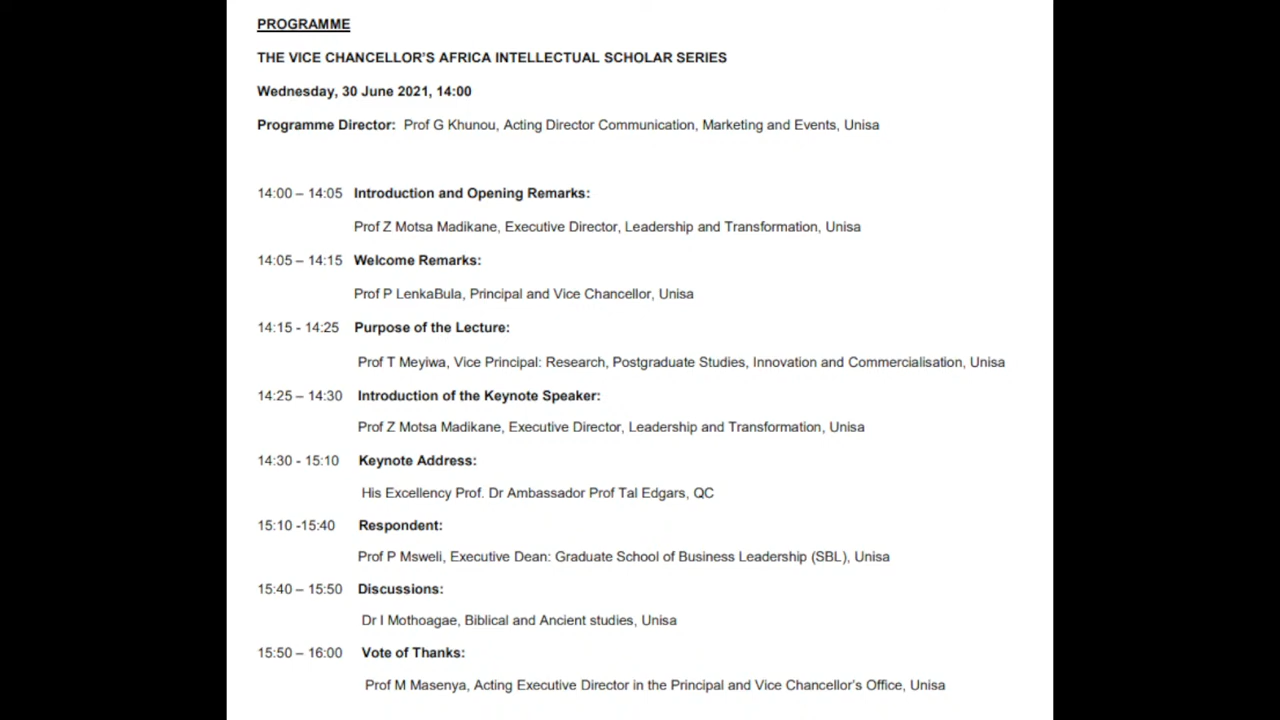 PROGRAMME
THE VICE CHANCELLOR'S AFRICA INTELLECTUAL SCHOLAR SERIES
Wednesday, 30 June 2021, 14:00
Programme Director: Prof G Khunou, Acting Director Communication, Marketing and Events, Unisa
14:00 – 14:05 Introduction and Opening Remarks:
Prof Z Motsa Madikane, Executive Director, Leadership and Transformation, Unisa
14:05 – 14:15 Welcome Remarks:
Prof P LenkaBula, Principal and Vice Chancellor, Unisa
14:15 - 14:25 Purpose of the Lecture:
Prof T Meyiwa, Vice Principal: Research, Postgraduate Studies, Innovation and Commercialisation, Unisa
14:25 – 14:30 Introduction of the Keynote Speaker:
Prof Z Motsa Madikane, Executive Director, Leadership and Transformation, Unisa
14:30 - 15:10 Keynote Address:
His Excellency Prof. Dr Ambassador Prof Tal Edgars, QC
15:10 -15:40 Respondent:
Prof P Msweli, Executive Dean: Graduate School of Business Leadership (SBL), Unisa
15:40 – 15:50 Discussions:
Dr I Mothoagae, Biblical and Ancient studies, Unisa
15:50 – 16:00 Vote of Thanks:
Prof M Masenya, Acting Executive Director in the Principal and Vice Chancellor's Office, Unisa